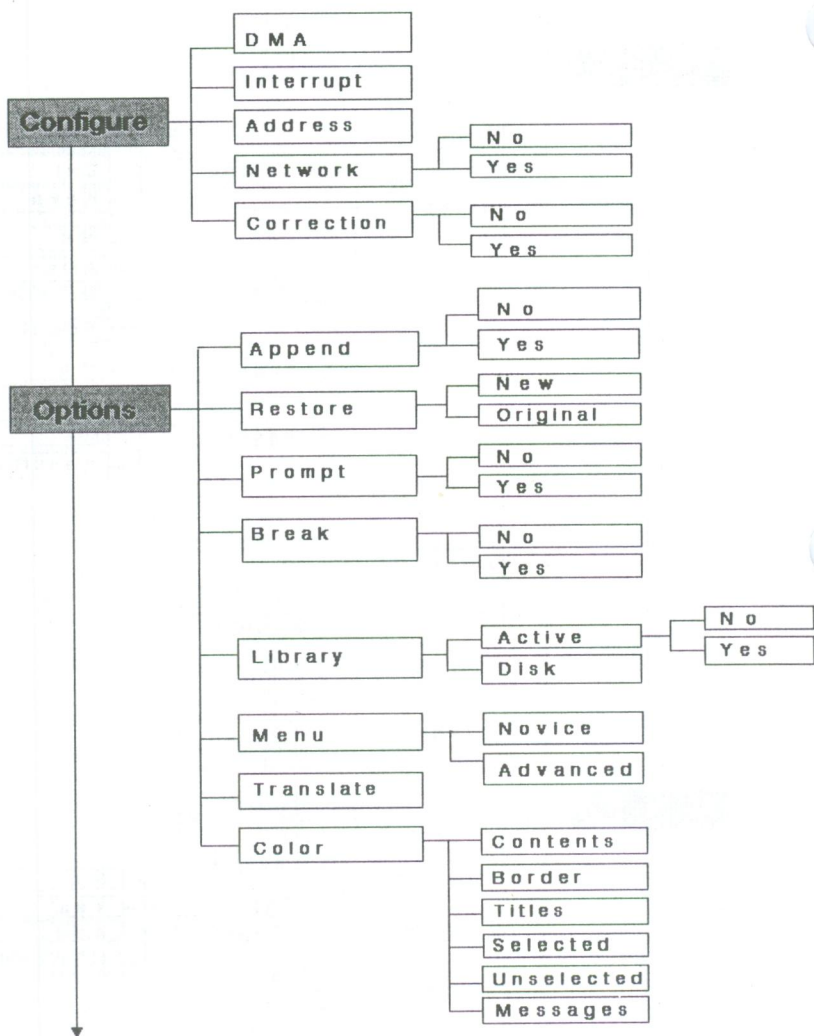 Configure
DMA
Interrupt
Address
Network
No
Yes
Correction
No
Yes
Options
Append
No
Yes
Restore
New
Original
Prompt
No
Yes
Break
No
Yes
Library
Active
No
Yes
Disk
Menu
Novice
Advanced
Translate
Color
Contents
Border
Titles
Selected
Unselected
Messages